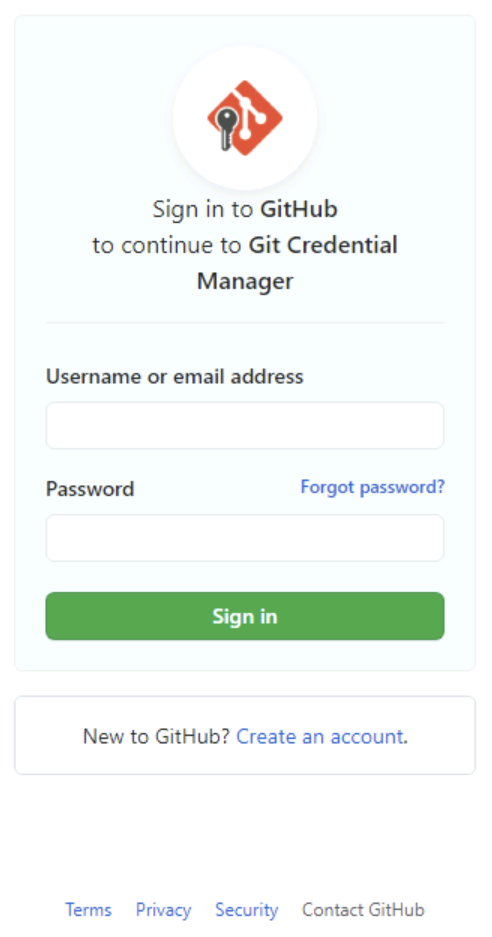 Sign in to GitHub
to continue to Git Credential
Manager
Username or email address
Password Forgot password?
Sign in
New to GitHub? Create an account.
Terms Privacy Security Contact GitHub